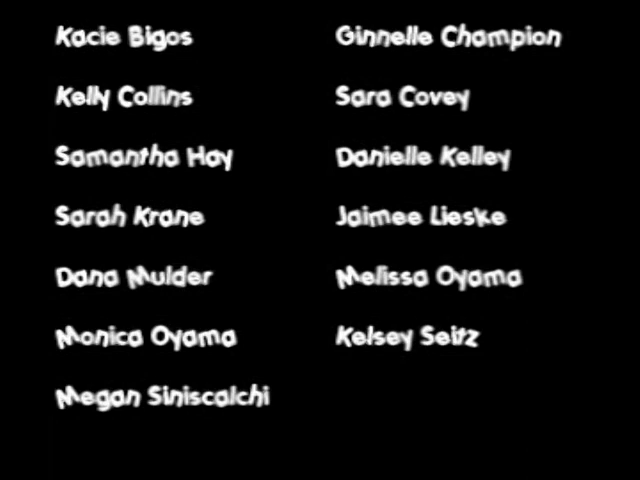 Kacie Bigos Ginnelle Champion
Kelly Collins Sara Covey
Samantha Hay Danielle Kelley
Sarah Krane Jaimee Lieske
Dana Mulder Melissa Oyama
Monica Oyama Kelsey Seitz
Megan Siniscalchi